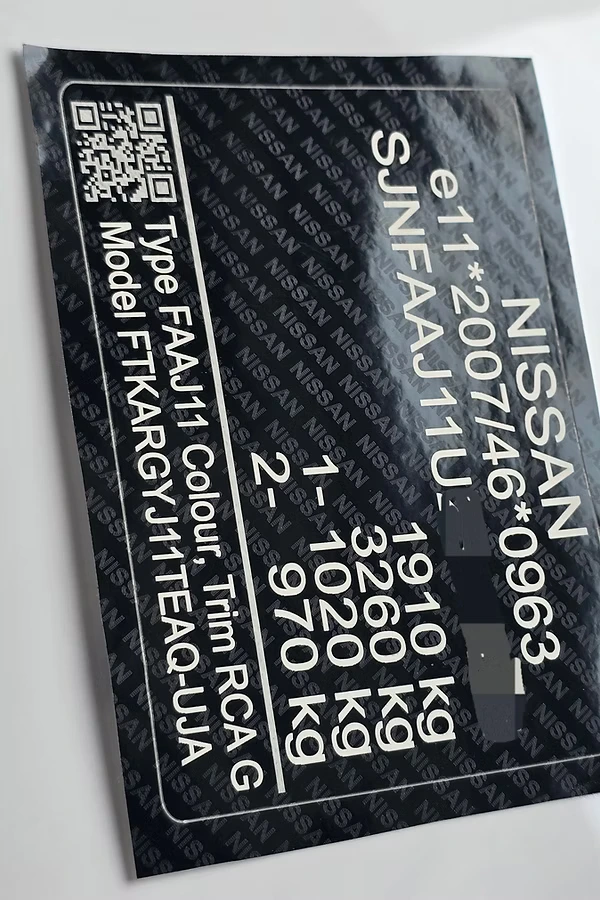 NISSAN
e11*2007/46*0963
SJNFAAJ11U
1910 kg
3260 kg
1- 1020 kg
2- 970 kg
Type FAAJ11 Colour, Trim RCA G
Model FTKARGYJ11TEAQ-UJA